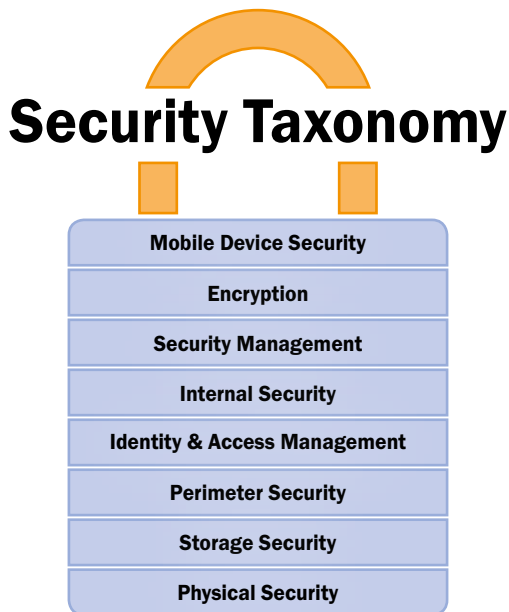 Security Taxonomy
Mobile Device Security
Encryption
Security Management
Internal Security
Identity & Access Management
Perimeter Security
Storage Security
Physical Security